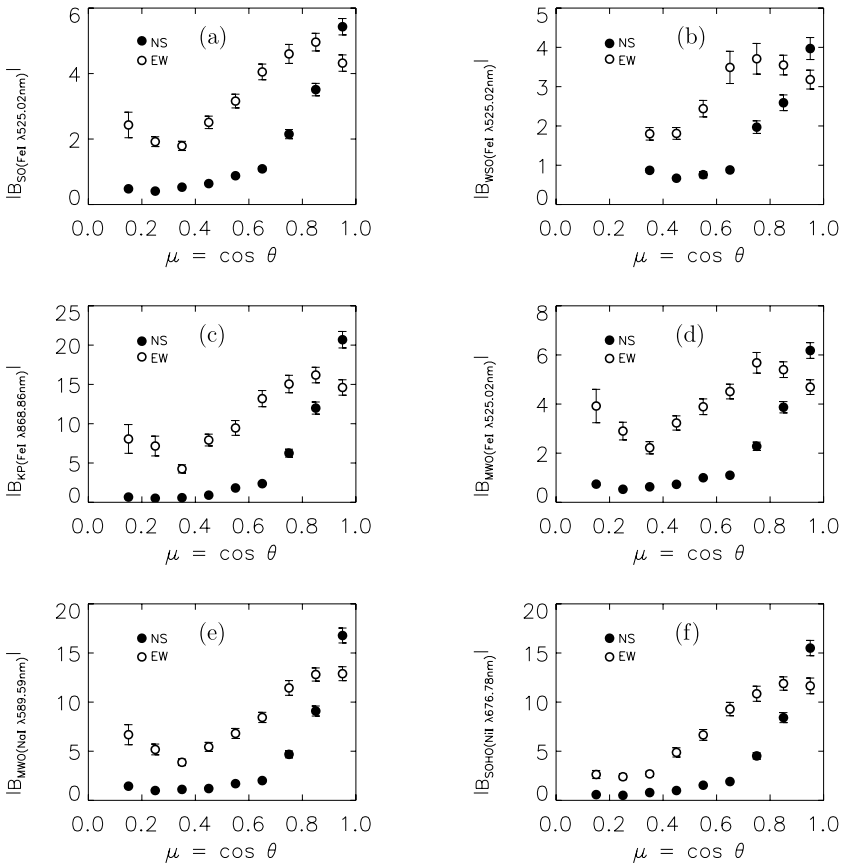 (a)
NS
EW
6
4
2
0
|B_SO(FeI λ525.02nm)|
0.0 0.2 0.4 0.6 0.8 1.0
μ = cos θ
(b)
NS
EW
5
4
3
2
1
0
|B_WSO(FeI λ525.02nm)|
0.0 0.2 0.4 0.6 0.8 1.0
μ = cos θ
(c)
NS
EW
25
20
15
10
5
0
|B_KP(FeI λ868.86nm)|
0.0 0.2 0.4 0.6 0.8 1.0
μ = cos θ
(d)
NS
EW
8
6
4
2
0
|B_MWO(FeI λ525.02nm)|
0.0 0.2 0.4 0.6 0.8 1.0
μ = cos θ
(e)
NS
EW
20
15
10
5
0
|B_MWO(NaI λ589.59nm)|
0.0 0.2 0.4 0.6 0.8 1.0
μ = cos θ
(f)
NS
EW
20
15
10
5
0
|B_SOHO(NiI λ676.78nm)|
0.0 0.2 0.4 0.6 0.8 1.0
μ = cos θ